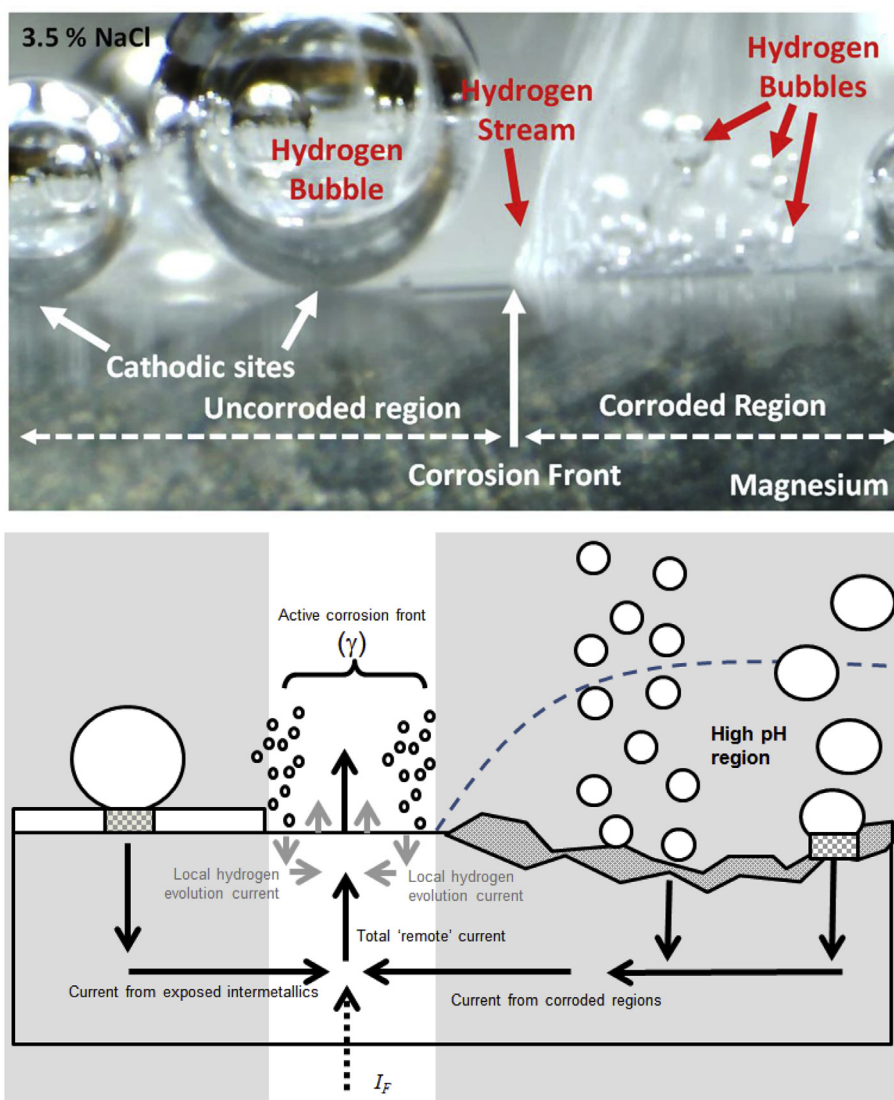 3.5 % NaCl
Hydrogen
Bubble
Hydrogen
Stream
Hydrogen
Bubbles
Cathodic sites
Uncorroded region
Corroded Region
Corrosion Front
Magnesium
Active corrosion front
(γ)
High pH
region
Local hydrogen
evolution current
Local hydrogen
evolution current
Total ‘remote’ current
Current from exposed intermetallics
Current from corroded regions
I_F